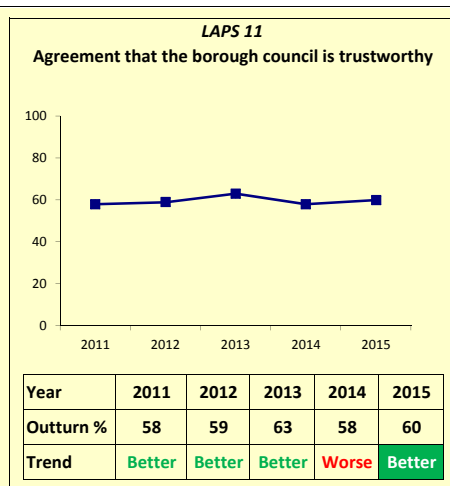 LAPS 11
Agreement that the borough council is trustworthy
100
80
60
40
20
0
2011 2012 2013 2014 2015
Year 2011 2012 2013 2014 2015
Outturn % 58 59 63 58 60
Trend Better Better Better Worse Better